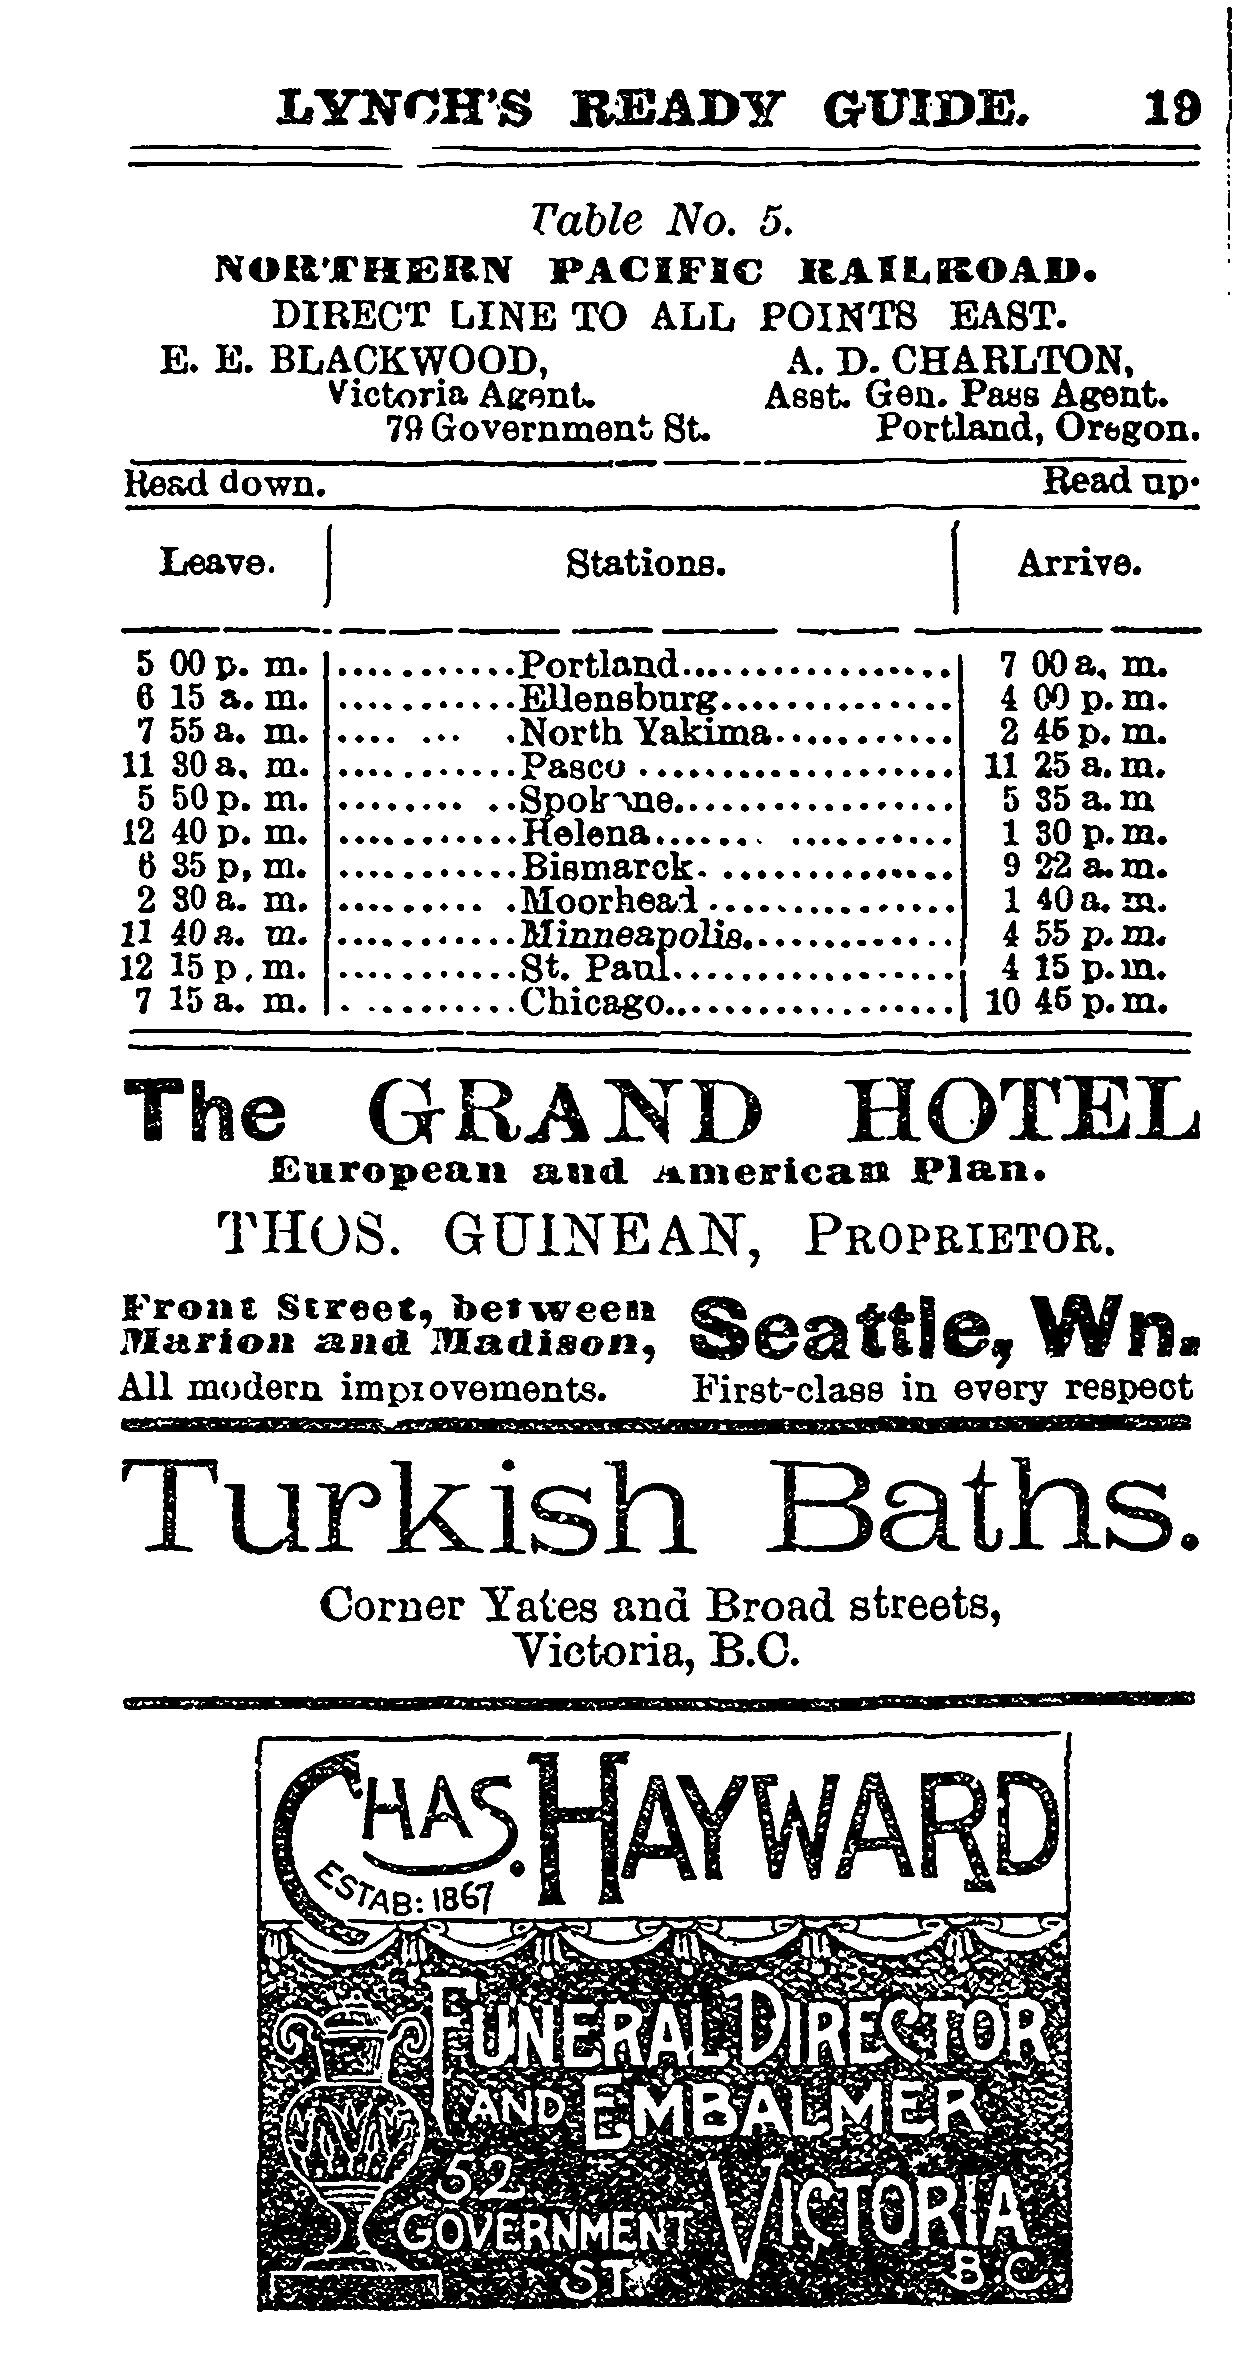 LYNCH'S READY GUIDE. 19
Table No. 5.
NORTHERN PACIFIC RAILROAD.
DIRECT LINE TO ALL POINTS EAST.
E. E. BLACKWOOD, A. D. CHARLTON,
Victoria Agent. Asst. Gen. Pass Agent.
79 Government St. Portland, Oregon.
Read down. Read up.
Leave. Stations. Arrive.
5 00 p. m. Portland 7 00 a. m.
6 15 a. m. Ellensburg 4 00 p. m.
7 55 a. m. North Yakima 2 45 p. m.
11 30 a. m. Pasco 11 25 a. m.
5 50 p. m. Spokane 5 35 a. m
12 40 p. m. Helena 1 30 p. m.
6 35 p, m. Bismarck 9 22 a. m.
2 30 a. m. Moorhead 1 40 a. m.
11 40 a. m. Minneapolis 4 55 p. m.
12 15 p. m. St. Paul 4 15 p. m.
7 15 a. m. Chicago 10 45 p. m.
The GRAND HOTEL
European and American Plan.
THOS. GUINEAN, PROPRIETOR.
Front Street, between
Marion and Madison, Seattle, Wn.
All modern improvements. First-class in every respect
Turkish Baths.
Corner Yates and Broad streets,
Victoria, B.C.
CHAS. HAYWARD
ESTAB: 1867
FUNERAL DIRECTOR
AND EMBALMER
52
GOVERNMENT
ST.
VICTORIA
B C